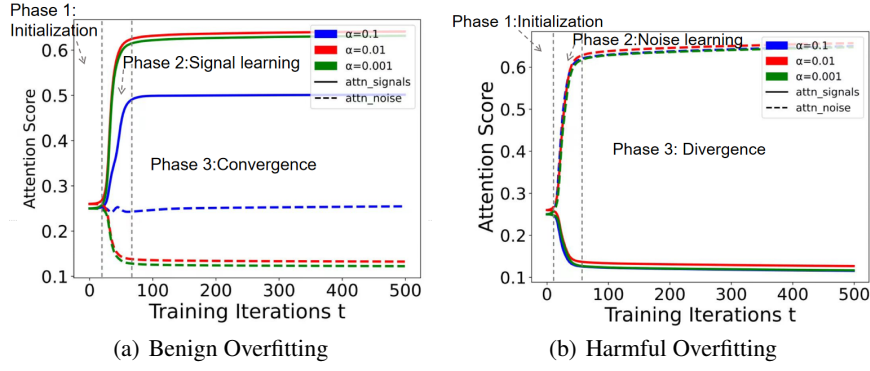 Phase 1:
Initialization
Phase 2:Signal learning
Phase 3:Convergence
α=0.1
α=0.01
α=0.001
attn_signals
attn_noise
Attention Score
0.6
0.5
0.4
0.3
0.2
0.1
0
100
200
300
400
500
Training Iterations t
(a) Benign Overfitting
Phase 1:Initialization
Phase 2:Noise learning
Phase 3: Divergence
α=0.1
α=0.01
α=0.001
attn_signals
attn_noise
Attention Score
0.6
0.5
0.4
0.3
0.2
0.1
0
100
200
300
400
500
Training Iterations t
(b) Harmful Overfitting